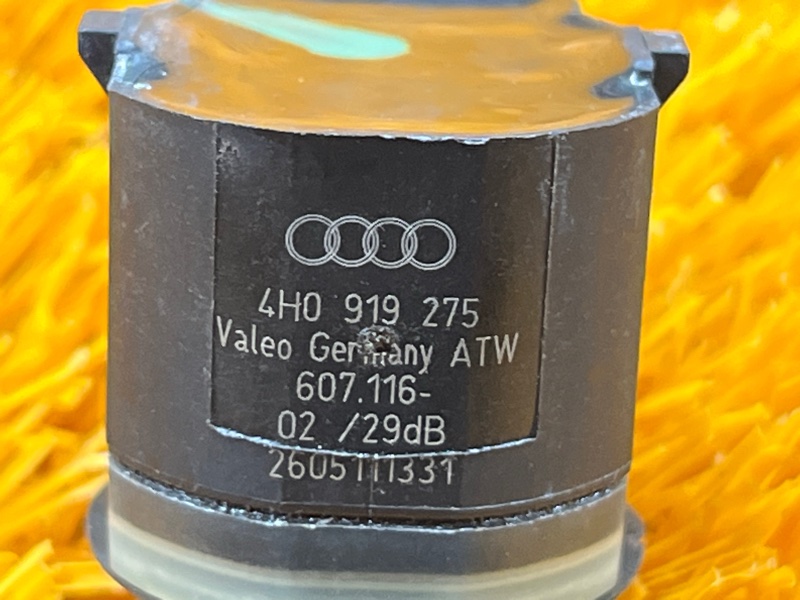 4H0 919 275
Valeo Germany ATW
607.116-
02 /29dB
2605111331